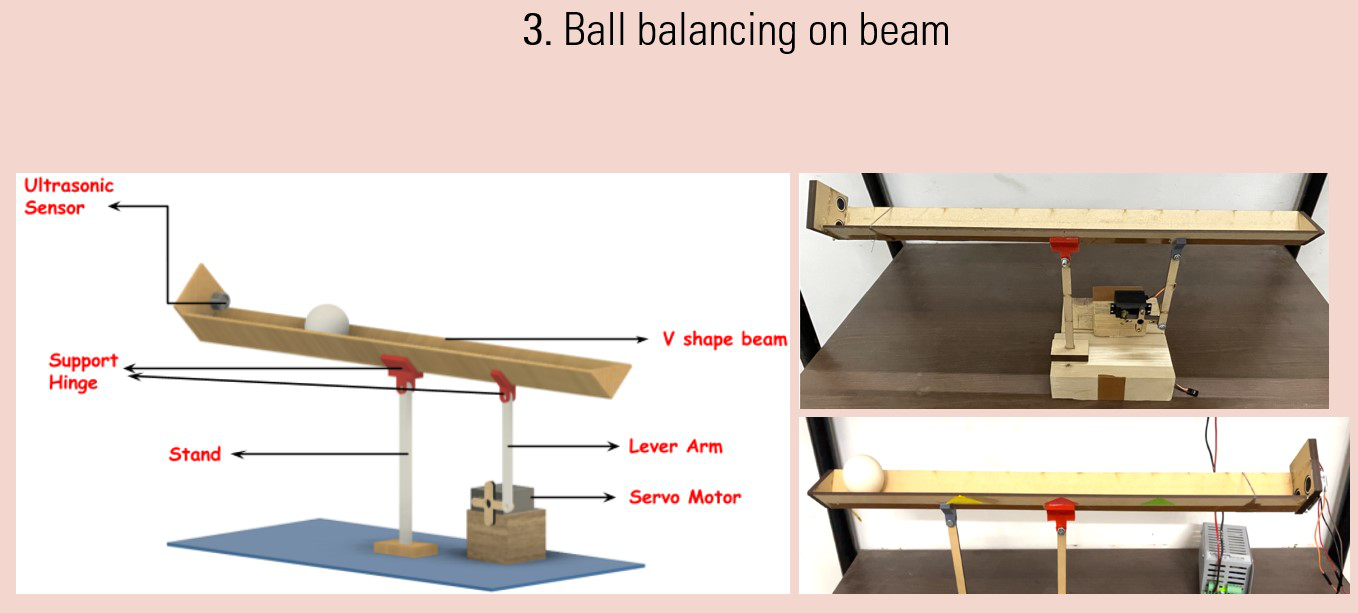 3. Ball balancing on beam
Ultrasonic
Sensor
V shape beam
Support
Hinge
Stand
Lever Arm
Servo Motor